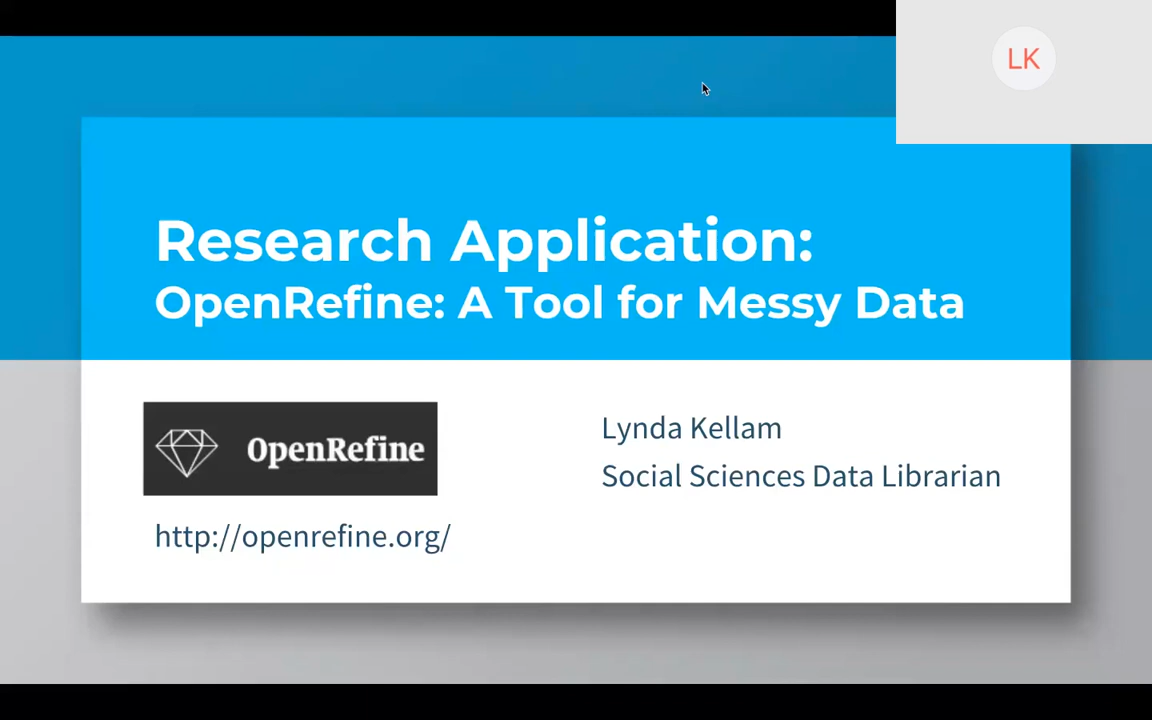 LK
Research Application:
OpenRefine: A Tool for Messy Data
OpenRefine
http://openrefine.org/
Lynda Kellam
Social Sciences Data Librarian